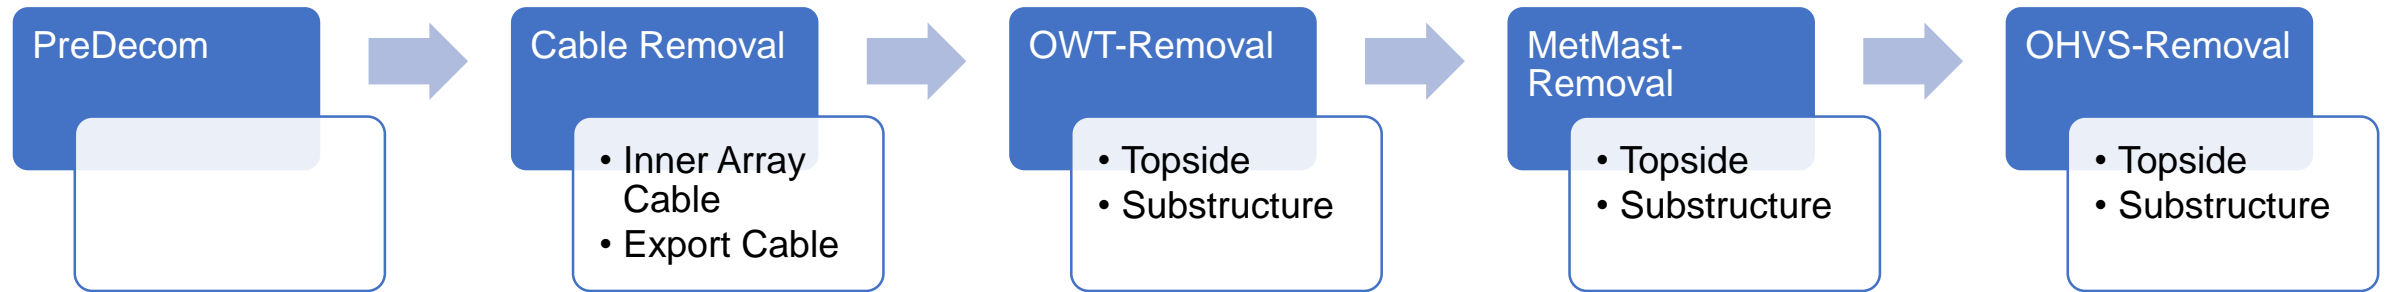 PreDecom
Cable Removal
• Inner Array
Cable
• Export Cable
OWT-Removal
• Topside
• Substructure
MetMast-
Removal
• Topside
• Substructure
OHVS-Removal
• Topside
• Substructure